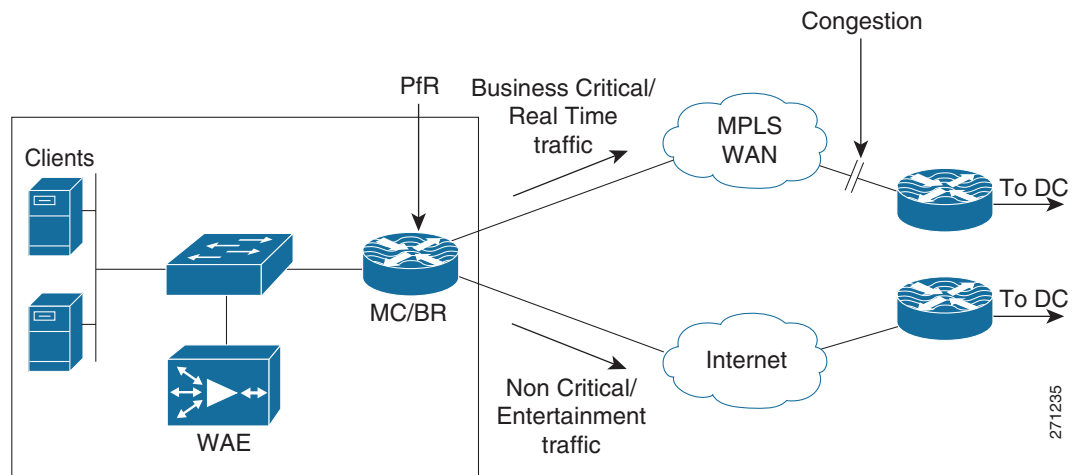 Congestion
PfR
Business Critical/
Real Time
traffic
MPLS
WAN
Clients
To DC
MC/BR
To DC
Internet
Non Critical/
Entertainment
traffic
WAE
271235